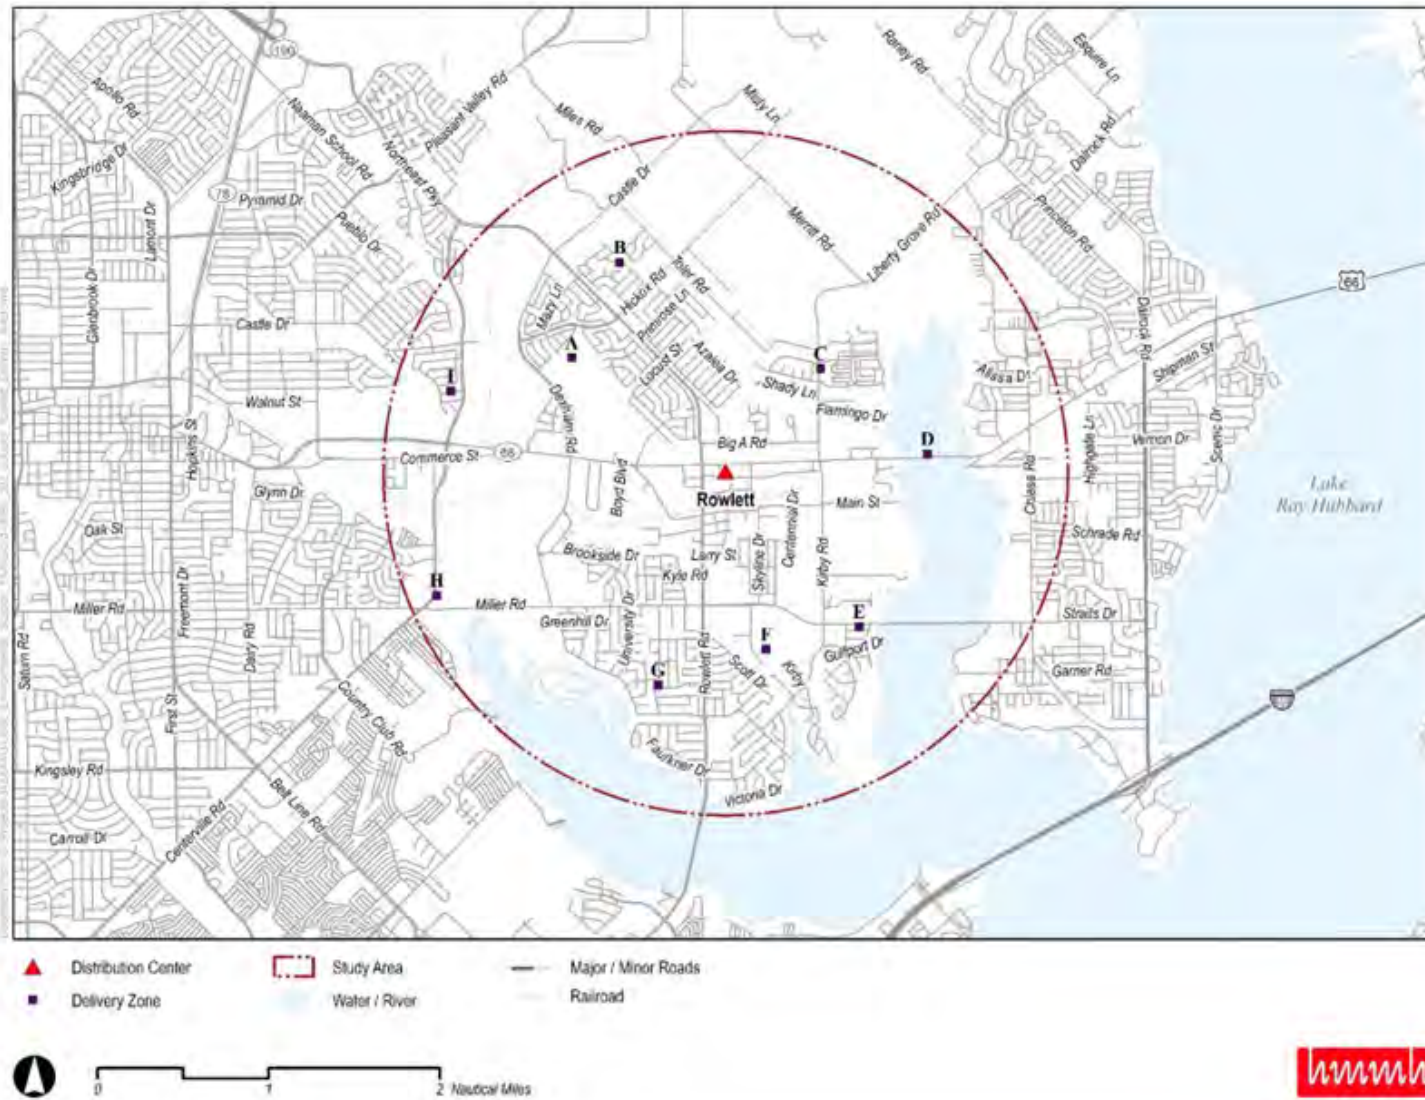 190
Esquire Ln
Raney Rd
Apollo Rd
Pleasant Valley Rd
Misty Ln
Naaman School Rd
Miles Rd
Dalrock Rd
Northeast Pky
Kingsbridge Dr
Castle Dr
78
Pyramid Dr
Princeton Rd
Lamont Dr
Pueblo Dr
Merritt Rd
Liberty Grove Rd
B
Toler Rd
Hickox Rd
66
Glenbrook Dr
Mary Ln
Primrose Ln
Dalrock Rd
Castle Dr
A
Locust St
Azalea Dr
C
Shipman St
Alissa Dr
I
Shady Ln
Walnut St
Dexham Rd
Flamingo Dr
Scenic Dr
Hopkins St
Big A Rd
D
Highgate Ln
Vernon Dr
Commerce St
66
Boyd Blvd
Chiesa Rd
Glynn Dr
Rowlett
Centennial Dr
Main St
Lake
Ray Hubbard
Oak St
Schrade Rd
Brookside Dr
Larry St
Skyline Dr
Kirby Rd
Kyle Rd
Freemont Dr
H
Miller Rd
Miller Rd
Greenhill Dr
University Dr
E
Straits Dr
Saturn Rd
Dairy Rd
F
Gulfport Dr
G
Rowlett Rd
Scott Dr
Kirby
Garner Rd
First St
Country Club Rd
Kingsley Rd
Faulkner Dr
Belt Line Rd
Victoria Dr
Centerville Rd
Carroll Dr
Distribution Center
Study Area
Major / Minor Roads
Delivery Zone
Water / River
Railroad
0 1 2 Nautical Miles
hmmh